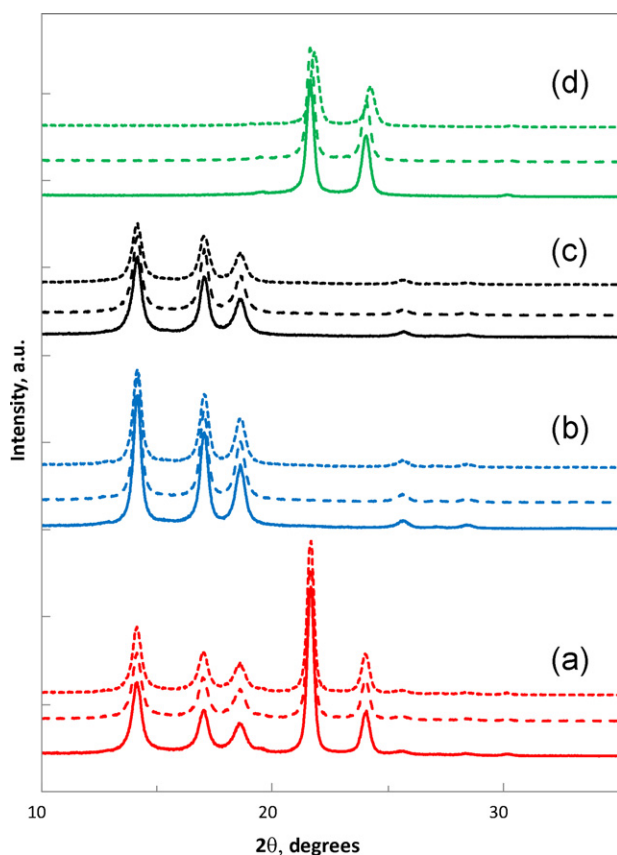 (d)
(c)
(b)
(a)
Intensity, a.u.
10 20 30
2θ, degrees